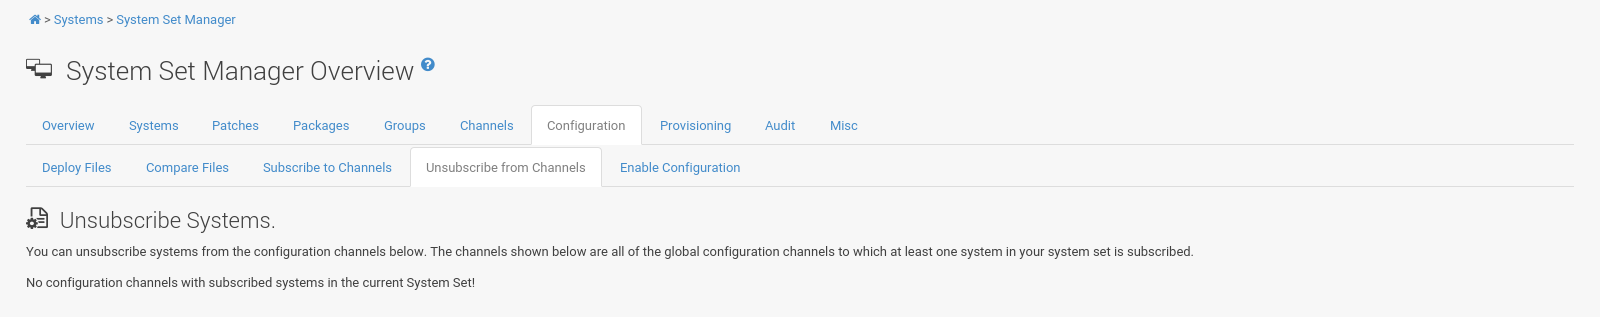 > Systems > System Set Manager
System Set Manager Overview ?
Overview Systems Patches Packages Groups Channels Configuration Provisioning Audit Misc
Deploy Files Compare Files Subscribe to Channels Unsubscribe from Channels Enable Configuration
Unsubscribe Systems.
You can unsubscribe systems from the configuration channels below. The channels shown below are all of the global configuration channels to which at least one system in your system set is subscribed.
No configuration channels with subscribed systems in the current System Set!